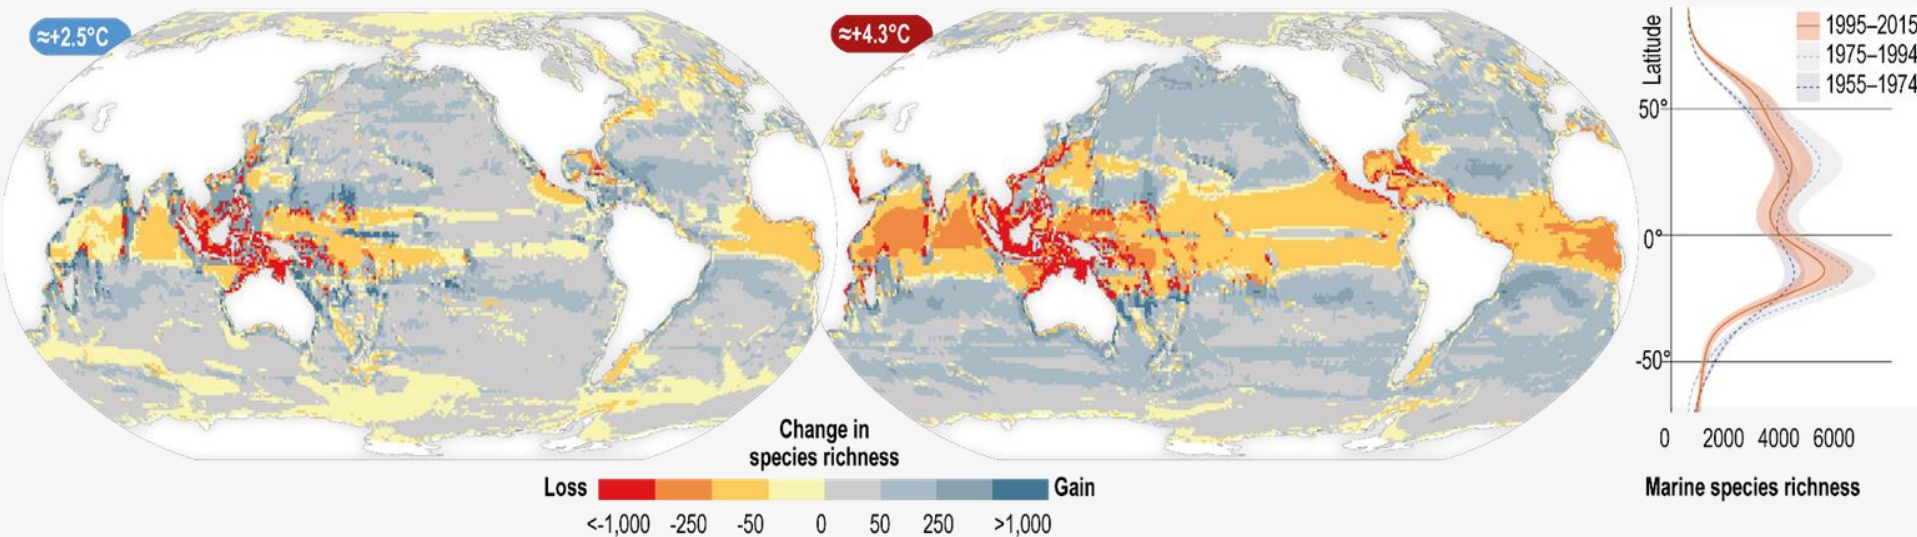 ≈+2.5°C
≈+4.3°C
Change in
species richness
Loss
Gain
<-1,000 -250 -50 0 50 250 >1,000
Latitude
1995–2015
1975–1994
1955–1974
50°
0°
-50°
0 2000 4000 6000
Marine species richness